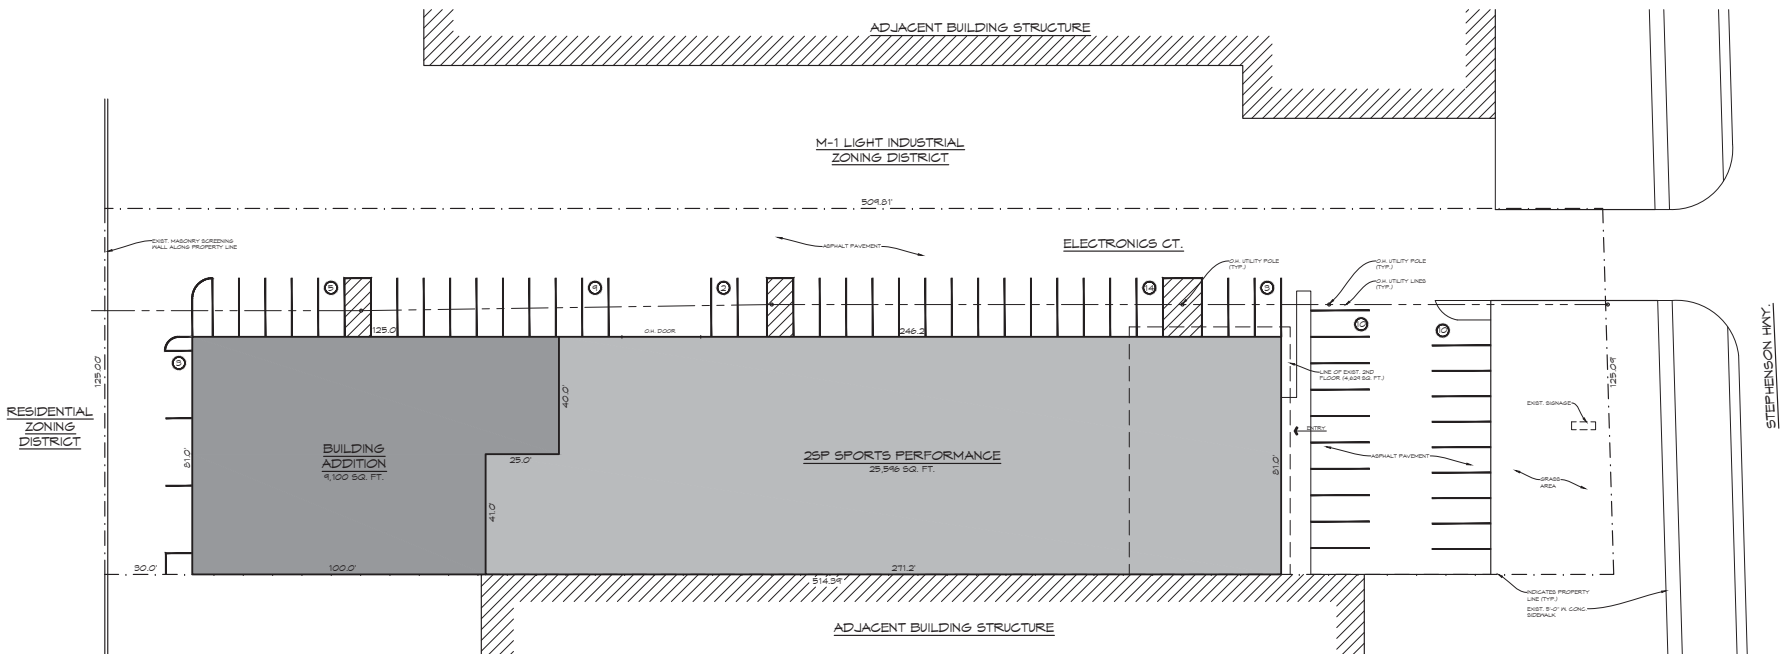 ADJACENT BUILDING STRUCTURE
M-1 LIGHT INDUSTRIAL
ZONING DISTRICT
509.81'
EXIST. MASONRY SCREENING
WALL ALONG PROPERTY LINE
ASPHALT PAVEMENT
ELECTRONICS CT.
O.H. UTILITY POLE
(TYP.)
O.H. UTILITY POLE
(TYP.)
O.H. UTILITY LINES
(TYP.)
5
9
2
14
3
10
10
125.0'
O.H. DOOR
246.2'
3
125.00'
LINE OF EXIST. 2ND
FLOOR (4,629 SQ. FT.)
125.09'
STEPHENSON HWY.
40.0'
RESIDENTIAL
ZONING
DISTRICT
EXIST. SIGNAGE
ENTRY
BUILDING
ADDITION
9,100 SQ. FT.
81.0'
25.0'
2SP SPORTS PERFORMANCE
25,596 SQ. FT.
81.0'
ASPHALT PAVEMENT
GRASS
AREA
41.0'
30.0'
100.0'
271.2'
514.39'
INDICATES PROPERTY
LINE (TYP.)
EXIST. 5'-0" W. CONC.
SIDEWALK
ADJACENT BUILDING STRUCTURE